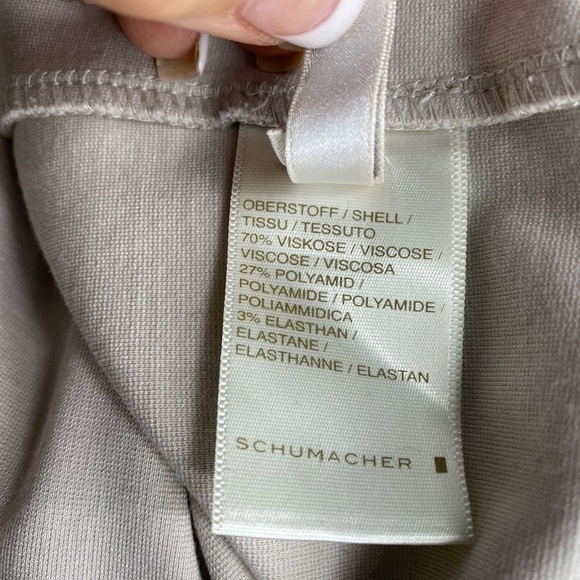 OBERSTOFF / SHELL /
TISSU / TESSUTO
70% VISKOSE / VISCOSE /
VISCOSE / VISCOSA
27% POLYAMID /
POLYAMIDE / POLYAMIDE /
POLIAMMIDICA
3% ELASTHAN /
ELASTANE /
ELASTHANNE / ELASTAN
SCHUMACHER